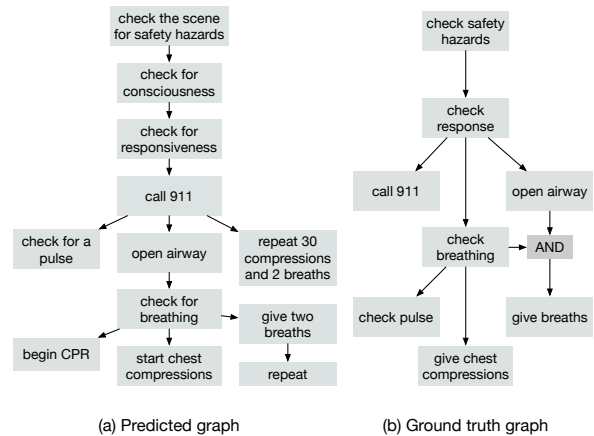 check the scene
for safety hazards
check for
consciousness
check for
responsiveness
call 911
check for a
pulse
open airway
repeat 30
compressions
and 2 breaths
check for
breathing
give two
breaths
begin CPR
start chest
compressions
repeat
(a) Predicted graph
check safety
hazards
check
response
call 911
open airway
check
breathing
AND
check pulse
give breaths
give chest
compressions
(b) Ground truth graph